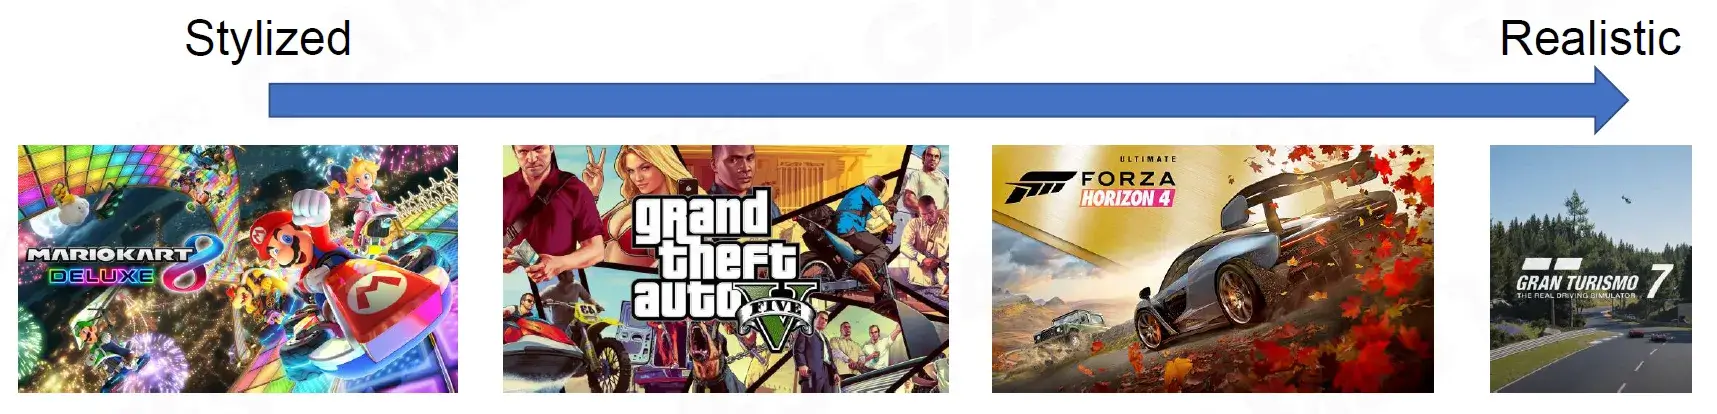 Stylized
Realistic
MARIOKART 8
DELUXE
grand
theft
auto V
FIVE
ULTIMATE
FORZA
HORIZON 4
GRAN TURISMO 7
THE REAL DRIVING SIMULATOR